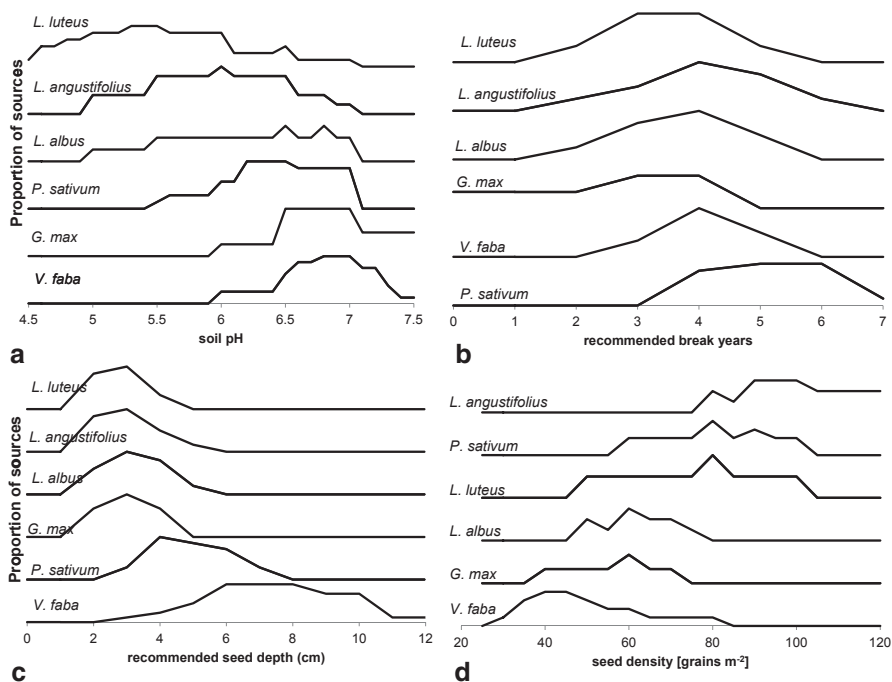 Proportion of sources
L. luteus
L. angustifolius
L. albus
P. sativum
G. max
V. faba
4.5 5 5.5 6 6.5 7 7.5
soil pH
a
L. luteus
L. angustifolius
L. albus
G. max
V. faba
P. sativum
0 1 2 3 4 5 6 7
recommended break years
b
Proportion of sources
L. luteus
L. angustifolius
L. albus
G. max
P. sativum
V. faba
0 2 4 6 8 10 12
recommended seed depth (cm)
c
L. angustifolius
P. sativum
L. luteus
L. albus
G. max
V. faba
20 40 60 80 100 120
seed density [grains m⁻²]
d